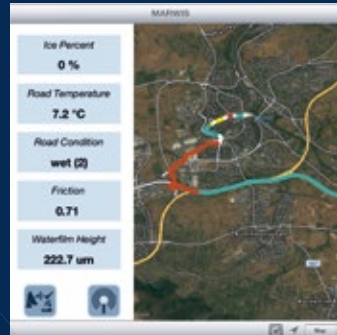 MARWIS
Ice Percent
0 %
Road Temperature
7.2 °C
Road Condition
wet (2)
Friction
0.71
Waterfilm Height
222.7 um